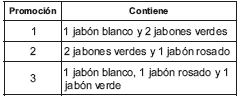 Promoción Contiene
1 1 jabón blanco y 2 jabones verdes
2 2 jabones verdes y 1 jabón rosado
3 1 jabón blanco, 1 jabón rosado y 1
jabón verde